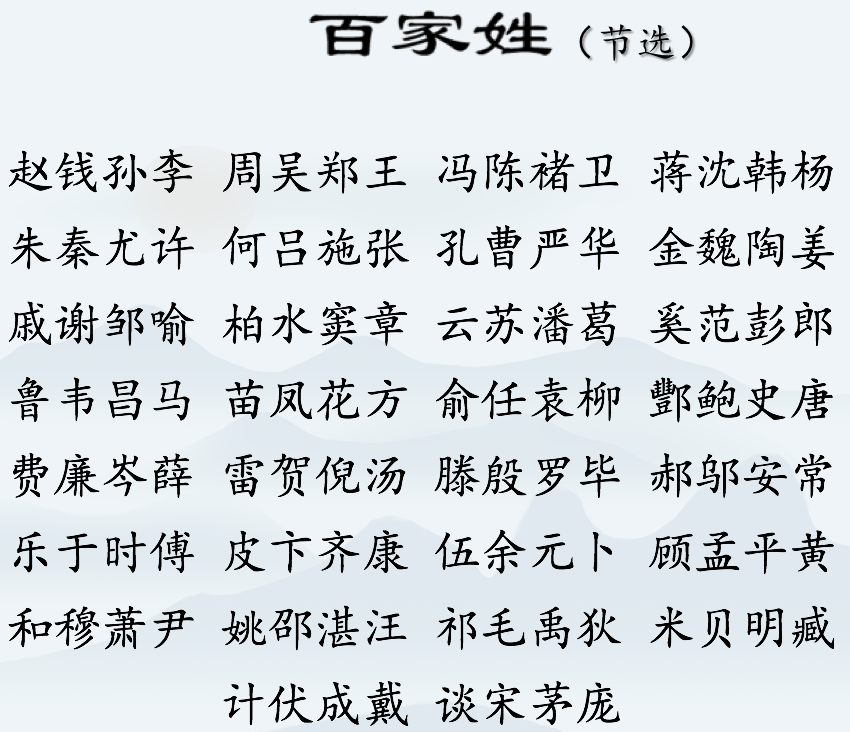 百家姓（节选）
赵钱孙李 周吴郑王 冯陈褚卫 蒋沈韩杨
朱秦尤许 何吕施张 孔曹严华 金魏陶姜
戚谢邹喻 柏水窦章 云苏潘葛 奚范彭郎
鲁韦昌马 苗凤花方 俞任袁柳 酆鲍史唐
费廉岑薛 雷贺倪汤 滕殷罗毕 郝邬安常
乐于时傅 皮卞齐康 伍余元卜 顾孟平黄
和穆萧尹 姚邵湛汪 祁毛禹狄 米贝明臧
计伏成戴 谈宋茅庞